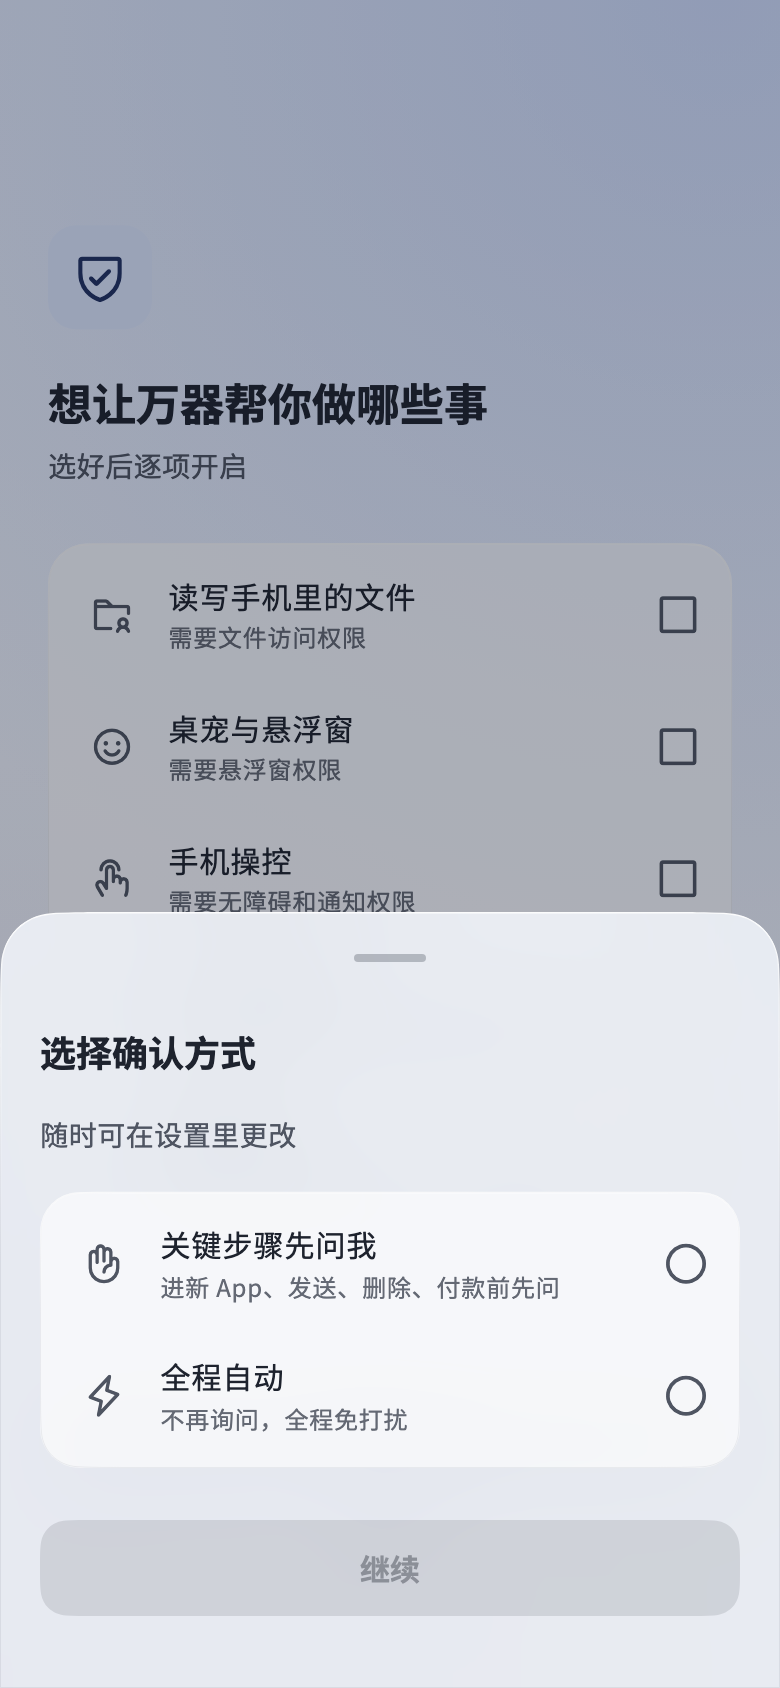 想让万器帮你做哪些事
选好后逐项开启
读写手机里的文件
需要文件访问权限
桌宠与悬浮窗
需要悬浮窗权限
手机操控
需要无障碍和通知权限
选择确认方式
随时可在设置里更改
关键步骤先问我
进新 App、发送、删除、付款前先问
全程自动
不再询问，全程免打扰
继续